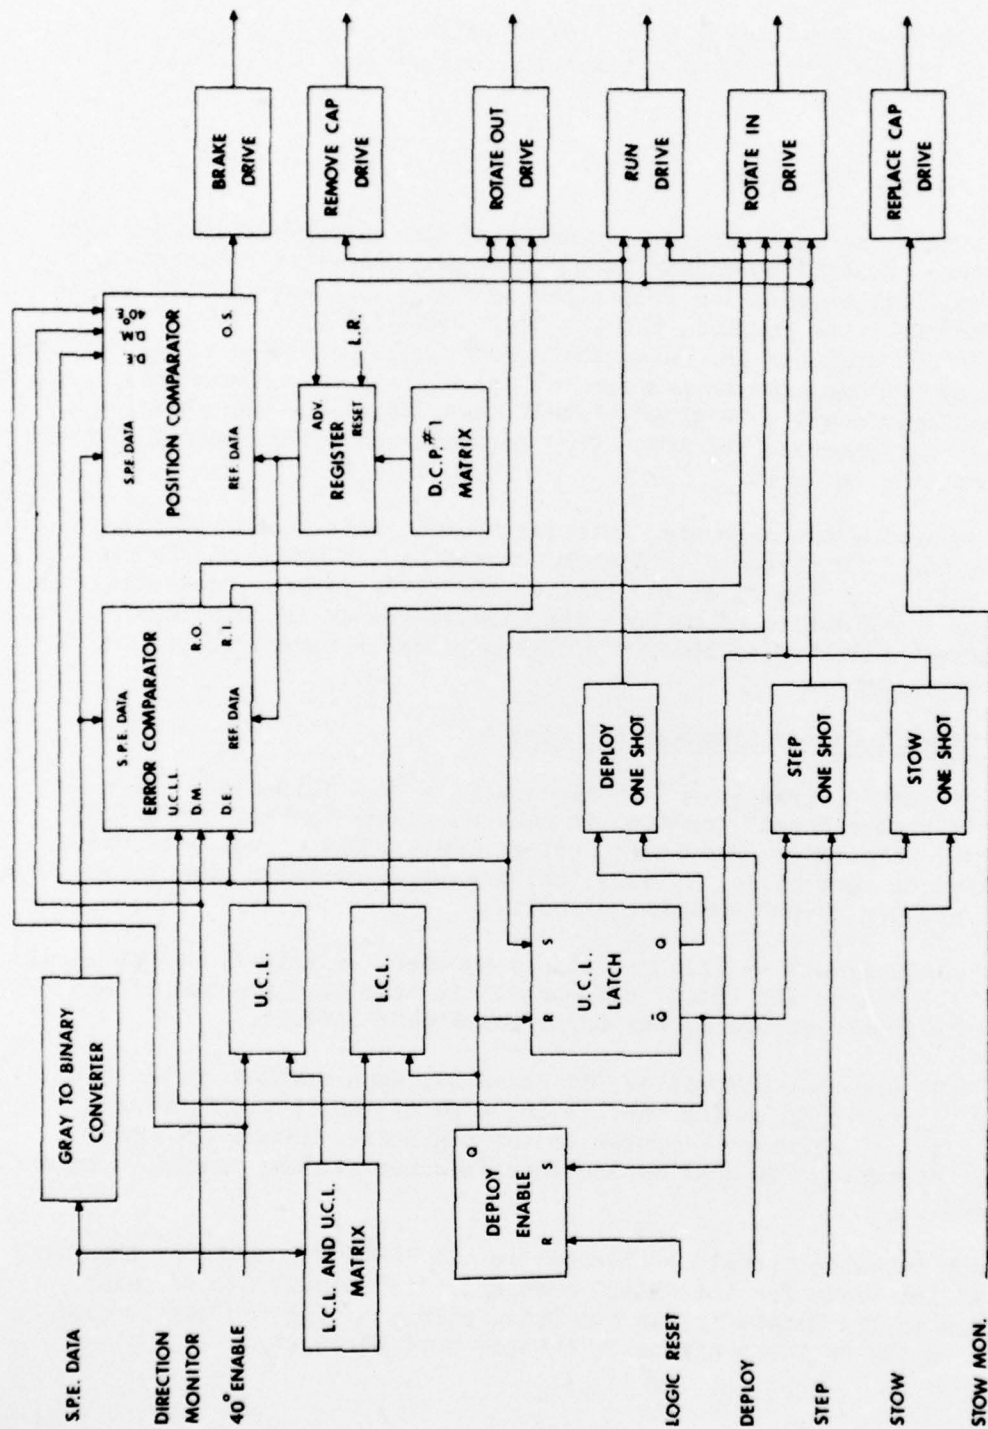 S.P.E. DATA
DIRECTION
MONITOR
40° ENABLE
LOGIC RESET
DEPLOY
STEP
STOW
STOW MON.
GRAY TO BINARY
CONVERTER
L.C.L. AND U.C.L.
MATRIX
DEPLOY
ENABLE
Q
R
S
U.C.L.
L.C.L.
U.C.L.
LATCH
R
S
Q̄
Q
S.P.E. DATA
ERROR COMPARATOR
U.C.L.L.
D.M.
R.O.
D.E.
REF. DATA
R.I.
DEPLOY
ONE SHOT
STEP
ONE SHOT
STOW
ONE SHOT
D.E.
D.M.
40°E.
S.P.E. DATA
POSITION COMPARATOR
REF. DATA
O.S.
ADV.
REGISTER
RESET
L.R.
D.C.P.#1
MATRIX
BRAKE
DRIVE
REMOVE CAP
DRIVE
ROTATE OUT
DRIVE
RUN
DRIVE
ROTATE IN
DRIVE
REPLACE CAP
DRIVE